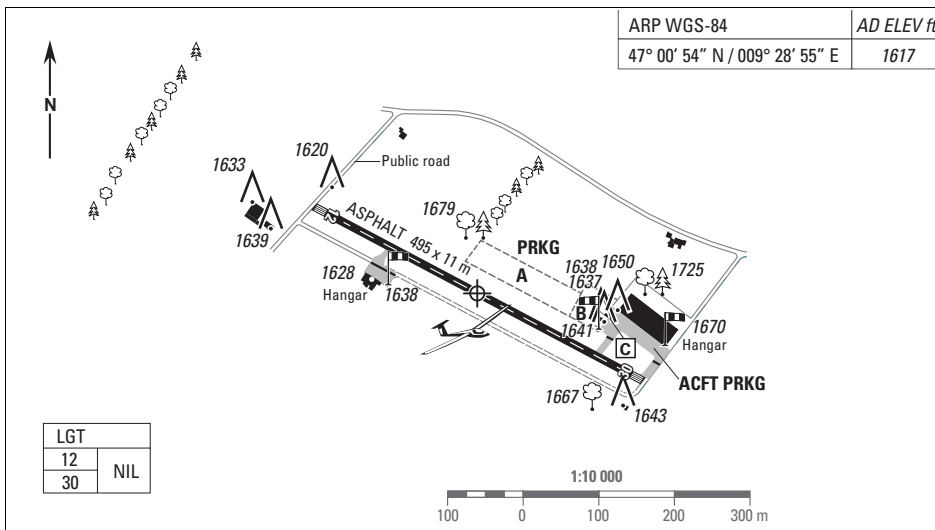 ARP WGS-84
AD ELEV ft
47° 00' 54" N / 009° 28' 55" E
1617
N
Public road
1620
1633
1639
12
ASPHALT 495 x 11 m
1679
PRKG
A
1628
Hangar
1638
1638
1637
1650
1725
B
1641
C
1670
Hangar
30
ACFT PRKG
1667
1643
LGT
12
30
NIL
1:10 000
100 0 100 200 300 m